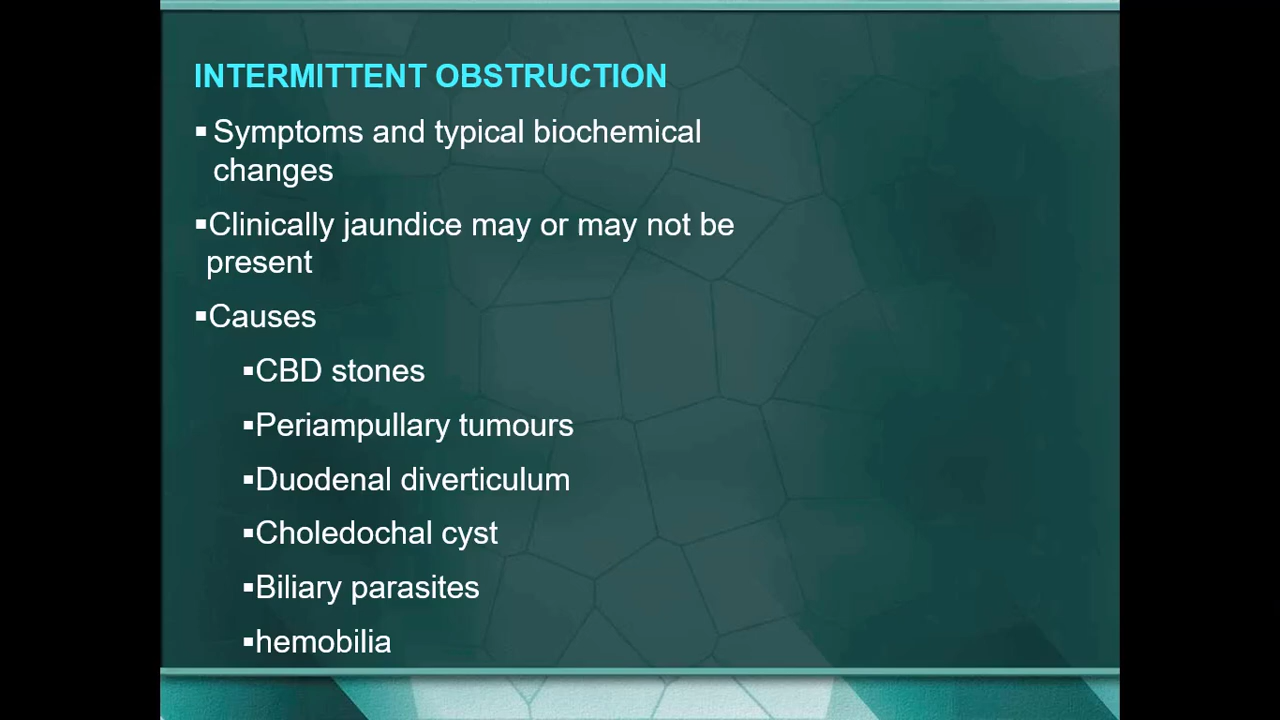 INTERMITTENT OBSTRUCTION
▪ Symptoms and typical biochemical
changes
▪Clinically jaundice may or may not be
present
▪Causes
▪CBD stones
▪Periampullary tumours
▪Duodenal diverticulum
▪Choledochal cyst
▪Biliary parasites
▪hemobilia